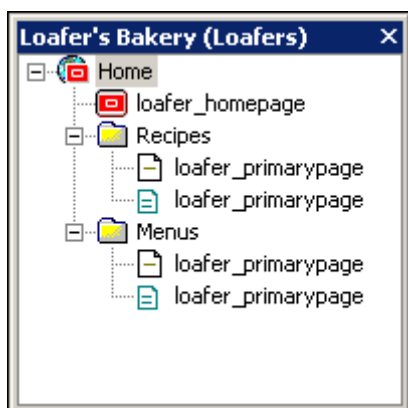 Loafer's Bakery (Loafers)
Home
loafer_homepage
Recipes
loafer_primarypage
loafer_primarypage
Menus
loafer_primarypage
loafer_primarypage